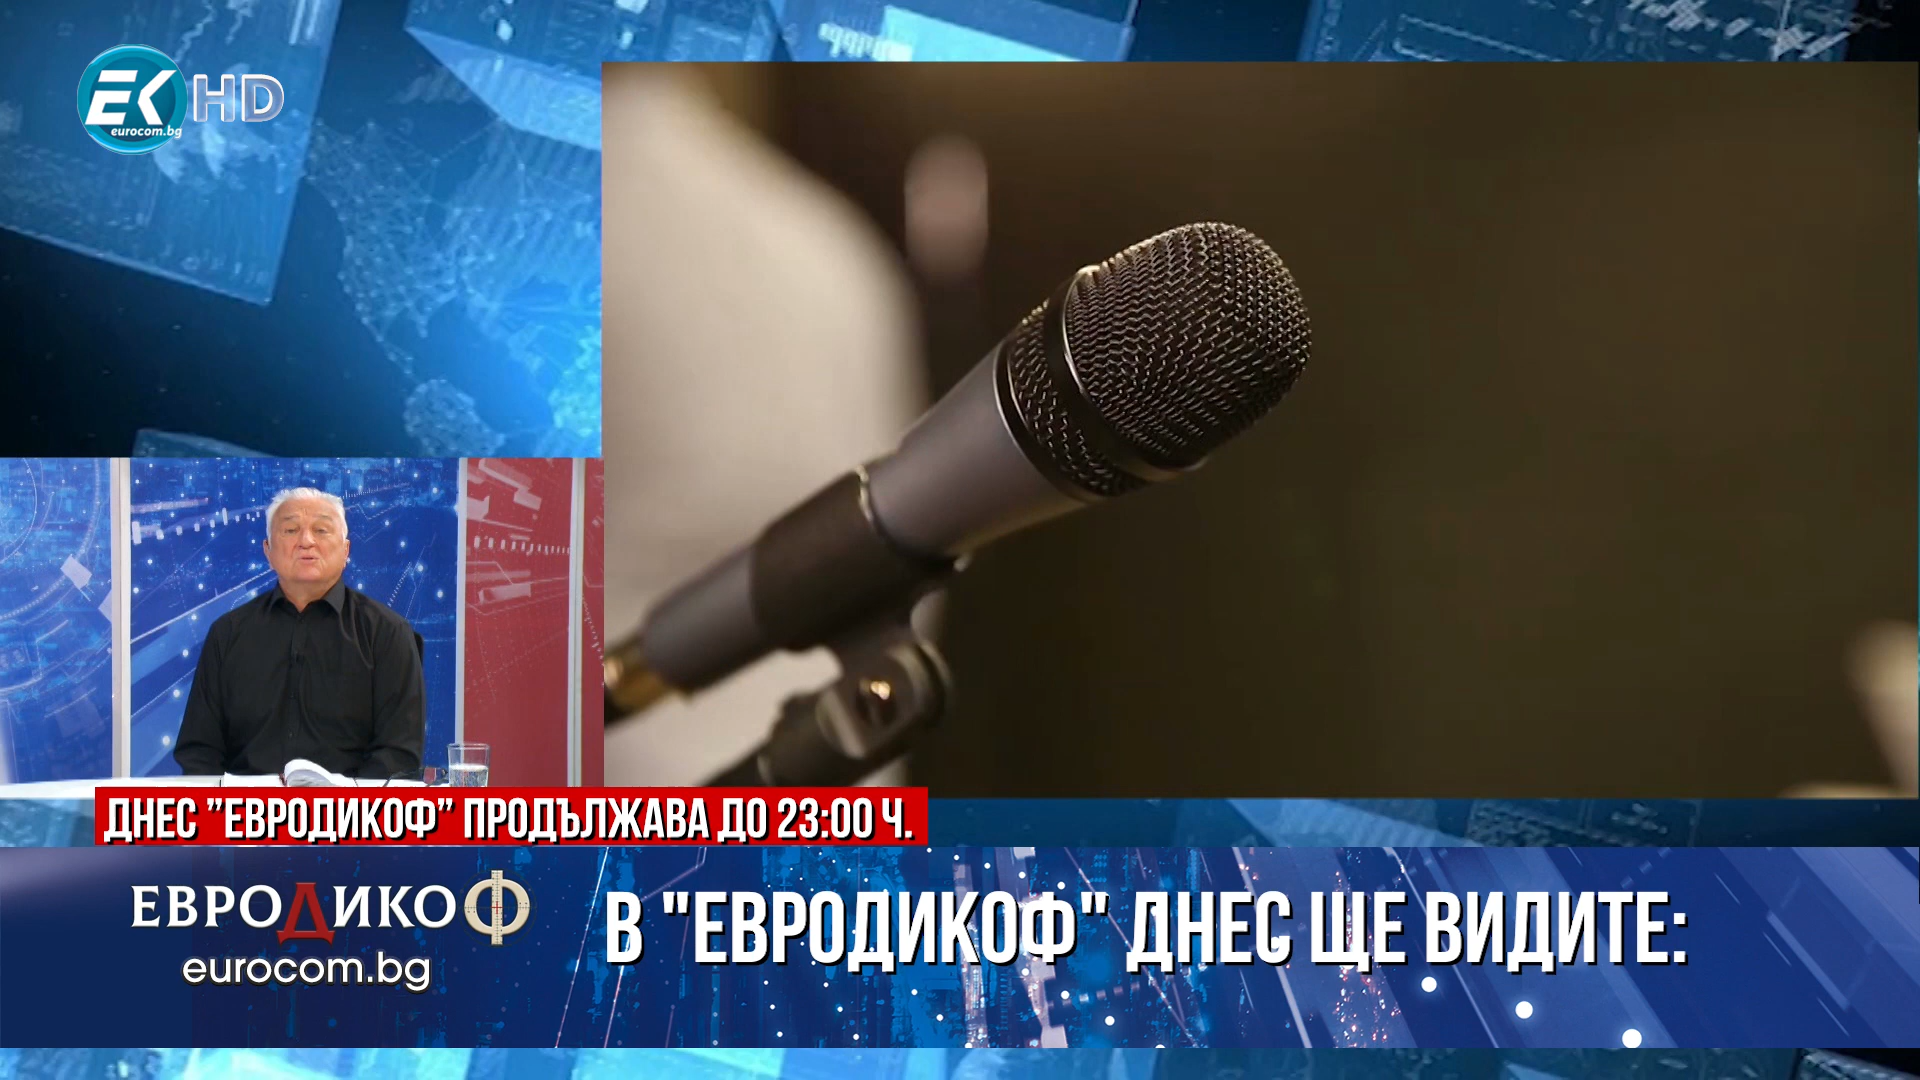 EK HD
eurocom.bg
ДНЕС ”ЕВРОДИКОФ” ПРОДЪЛЖАВА ДО 23:00 Ч.
ЕВРОДИКОФ
eurocom.bg
В "ЕВРОДИКОФ" ДНЕС ЩЕ ВИДИТЕ: